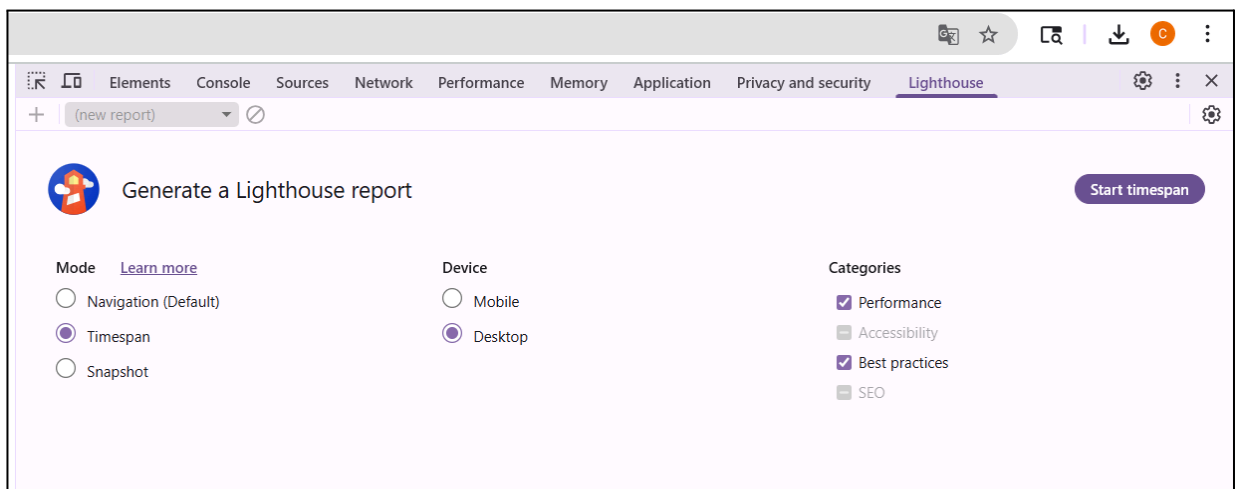 C
Elements Console Sources Network Performance Memory Application Privacy and security Lighthouse
(new report)
Generate a Lighthouse report
Start timespan
Mode Learn more
Navigation (Default)
Timespan
Snapshot
Device
Mobile
Desktop
Categories
Performance
Accessibility
Best practices
SEO